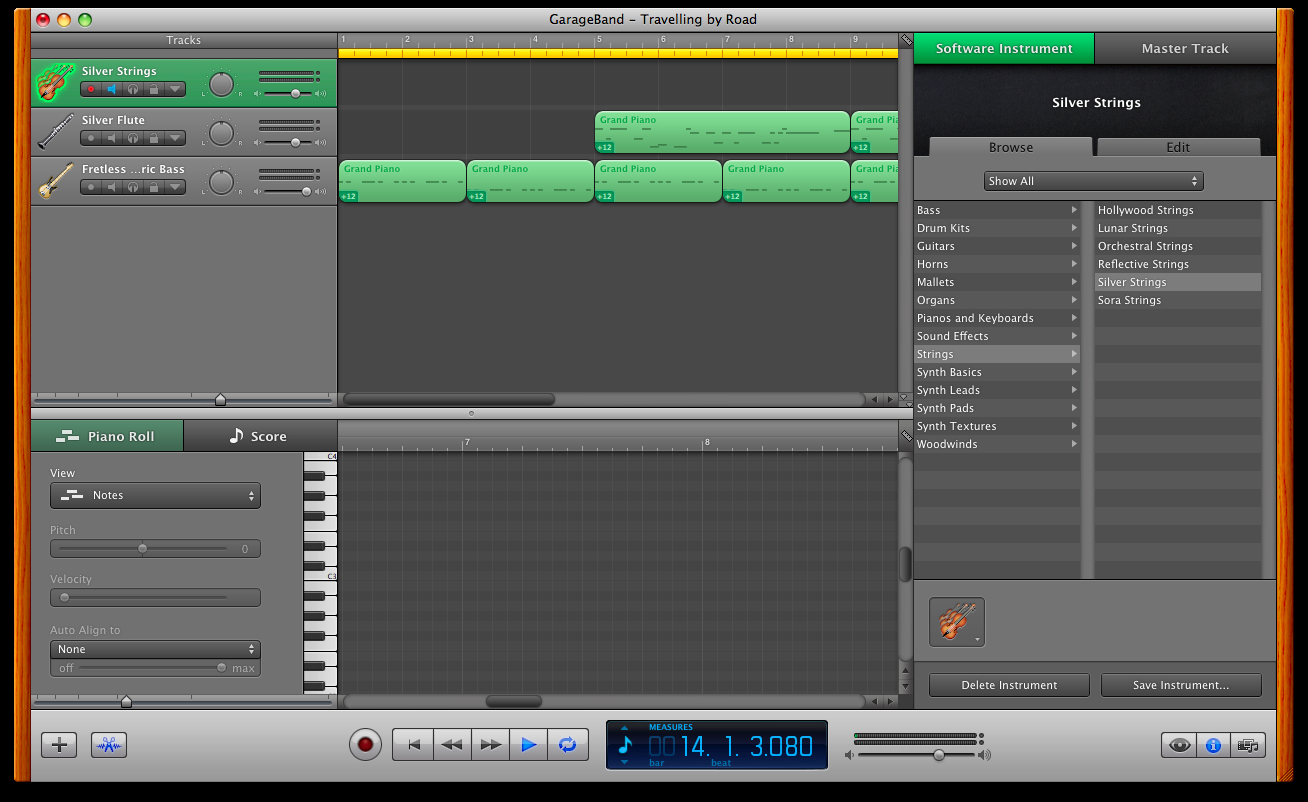 GarageBand – Travelling by Road
Tracks
1 2 3 4 5 6 7 8 9
Software Instrument
Master Track
Silver Strings
L R
Silver Flute
L R
Fretless ...ric Bass
L R
Grand Piano
+12
Grand Pia
+12
Grand Piano
+12
Grand Piano
+12
Grand Piano
+12
Grand Piano
+12
Grand Pia
+12
Silver Strings
Browse
Edit
Show All
Bass
Drum Kits
Guitars
Horns
Mallets
Organs
Pianos and Keyboards
Sound Effects
Strings
Synth Basics
Synth Leads
Synth Pads
Synth Textures
Woodwinds
Hollywood Strings
Lunar Strings
Orchestral Strings
Reflective Strings
Silver Strings
Sora Strings
Piano Roll
Score
7 8
View
Notes
Pitch
0
Velocity
Auto Align to
None
off max
C4
C3
Delete Instrument
Save Instrument...
MEASURES
14. 1. 3.080
bar beat